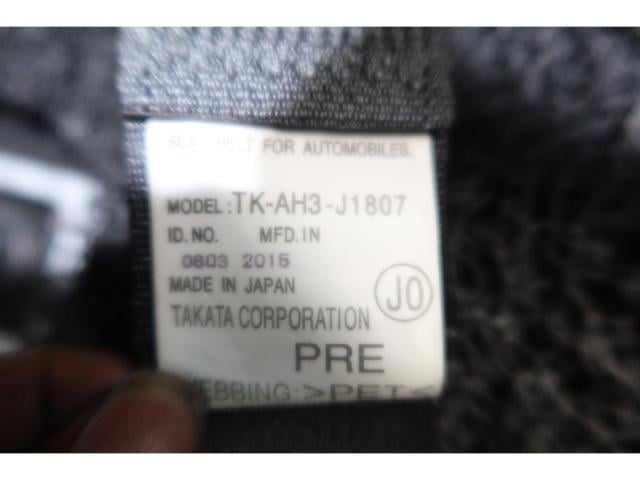 SEAT BELT FOR AUTOMOBILES.
MODEL:TK-AH3-J1807
ID.NO. MFD.IN
0803 2015
MADE IN JAPAN
JO
TAKATA CORPORATION
PRE
WEBBING:>PET<